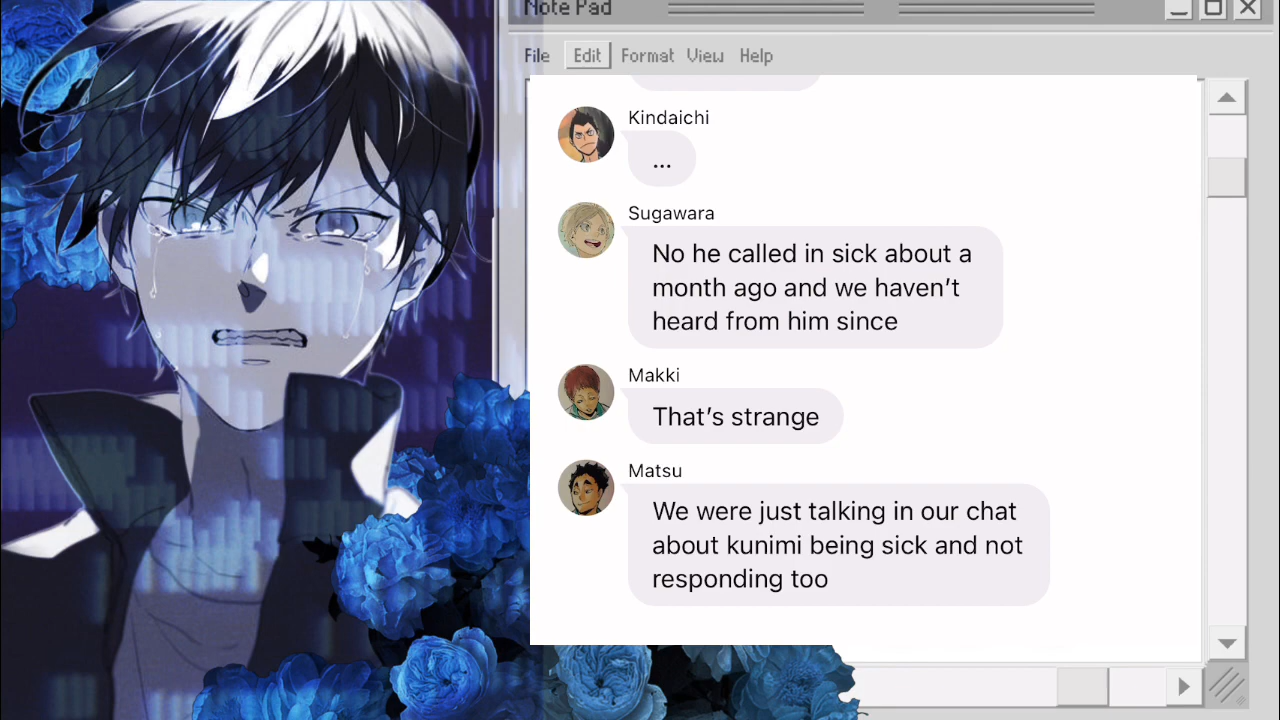 Note Pad
File Edit Format View Help
Kindaichi
...
Sugawara
No he called in sick about a
month ago and we haven't
heard from him since
Makki
That's strange
Matsu
We were just talking in our chat
about kunimi being sick and not
responding too